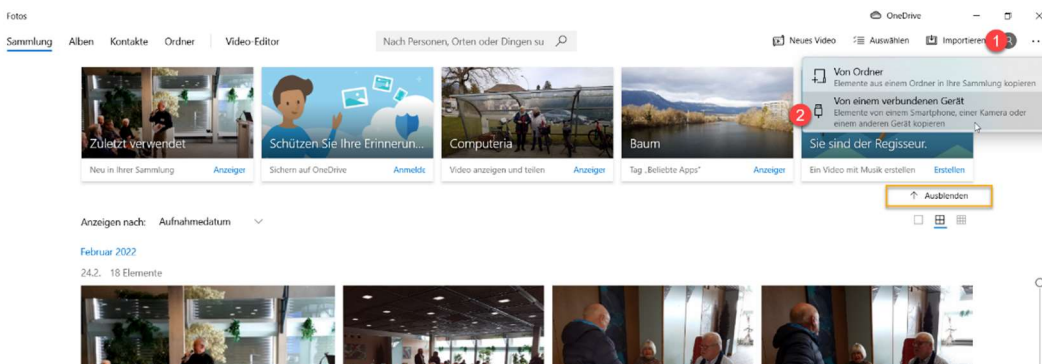 Fotos
OneDrive
Sammlung Alben Kontakte Ordner Video-Editor
Nach Personen, Orten oder Dingen su
Neues Video Auswählen Importieren
1
Von Ordner
Elemente aus einem Ordner in Ihre Sammlung kopieren
2
Von einem verbundenen Gerät
Elemente von einem Smartphone, einer Kamera oder
einem anderen Gerät kopieren
Zuletzt verwendet
Neu in Ihrer Sammlung Anzeigen
Schützen Sie Ihre Erinnerun...
Sichern auf OneDrive Anmelde
Computeria
Video anzeigen und teilen Anzeigen
Baum
Tag „Beliebte Apps" Anzeigen
Sie sind der Regisseur.
Ein Video mit Musik erstellen Erstellen
Ausblenden
Anzeigen nach: Aufnahmedatum
Februar 2022
24.2. 18 Elemente